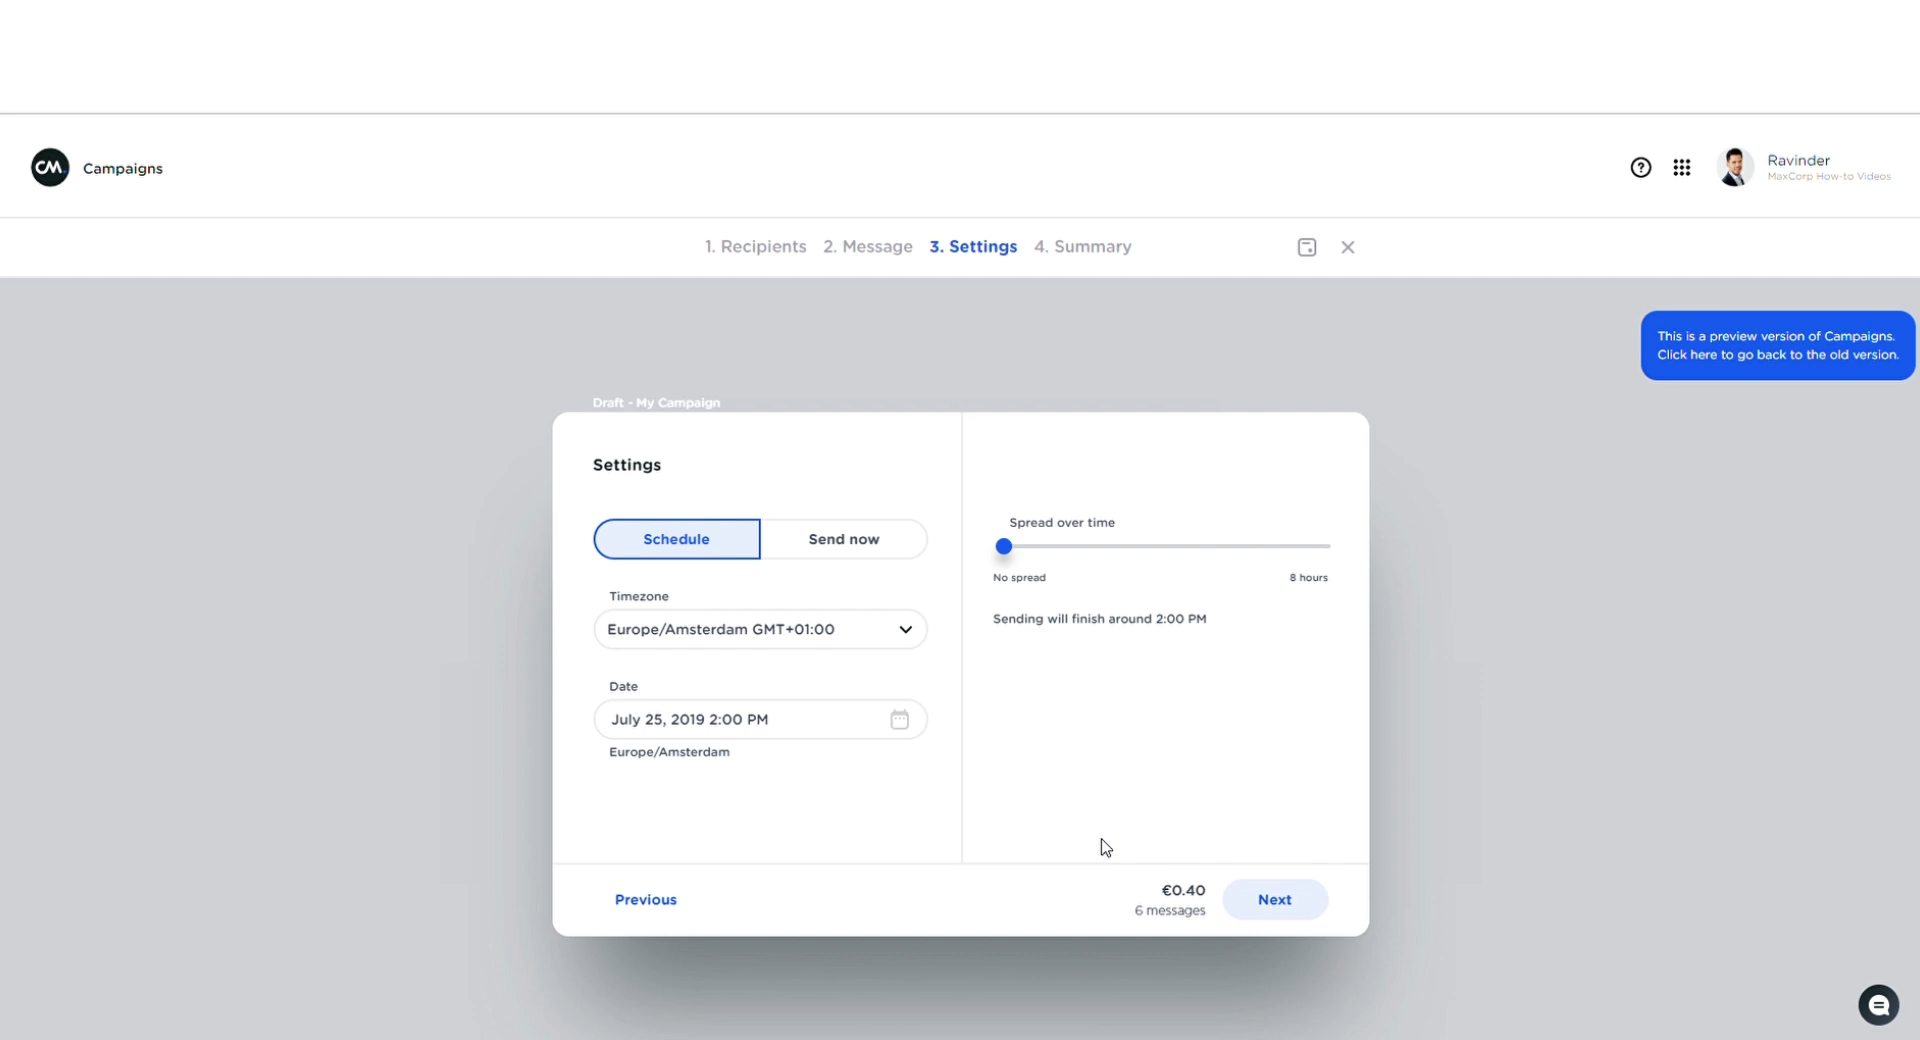 CM.
Campaigns
Ravinder
MaxCorp How-to Videos
1. Recipients 2. Message 3. Settings 4. Summary
This is a preview version of Campaigns.
Click here to go back to the old version.
Draft - My Campaign
Settings
Schedule
Send now
Timezone
Europe/Amsterdam GMT+01:00
Date
July 25, 2019 2:00 PM
Europe/Amsterdam
Spread over time
No spread
8 hours
Sending will finish around 2:00 PM
Previous
€0.40
6 messages
Next